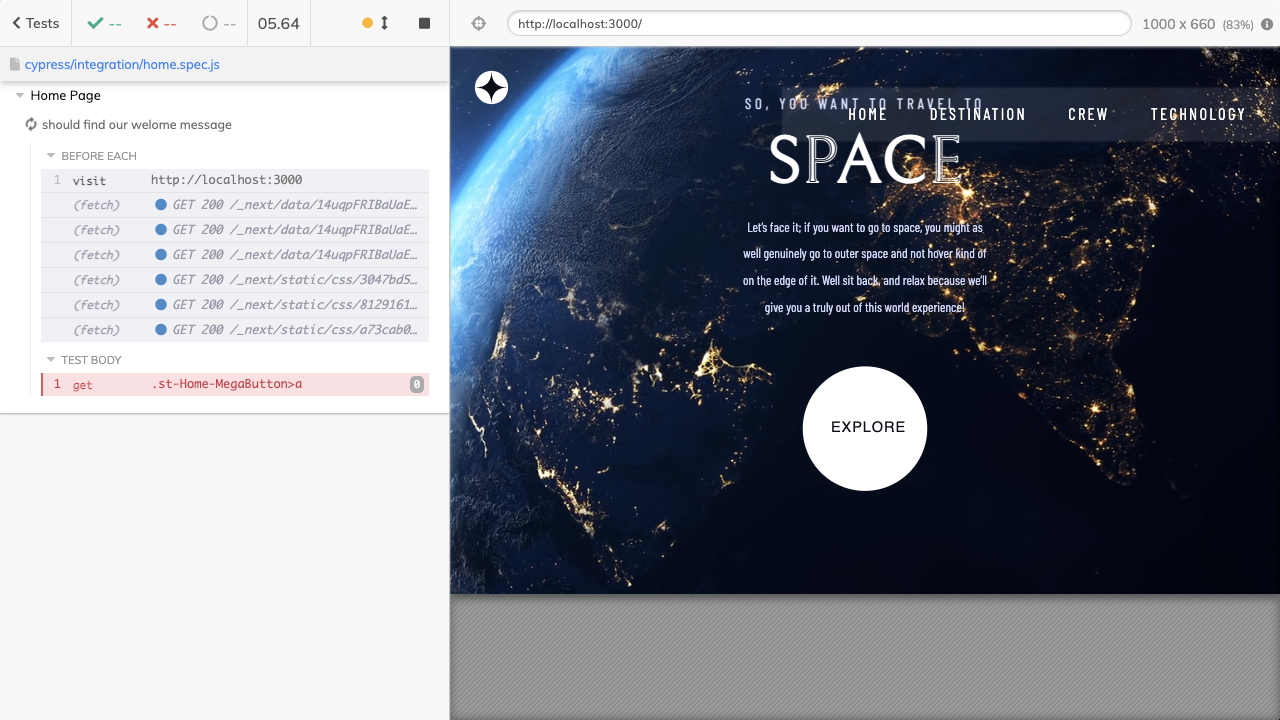 Tests
--
--
--
05.64
http://localhost:3000/
1000 x 660 (83%)
cypress/integration/home.spec.js
Home Page
should find our welome message
BEFORE EACH
1 visit http://localhost:3000
(fetch) GET 200 /_next/data/14uqpFRIBaUaE…
(fetch) GET 200 /_next/data/14uqpFRIBaUaE…
(fetch) GET 200 /_next/data/14uqpFRIBaUaE…
(fetch) GET 200 /_next/static/css/3047bd5…
(fetch) GET 200 /_next/static/css/8129161…
(fetch) GET 200 /_next/static/css/a73cab0…
TEST BODY
1 get .st-Home-MegaButton>a 0
SO, YOU WANT TO TRAVEL TO
HOME DESTINATION CREW TECHNOLOGY
SPACE
Let's face it; if you want to go to space, you might as
well genuinely go to outer space and not hover kind of
on the edge of it. Well sit back, and relax because we'll
give you a truly out of this world experience!
EXPLORE